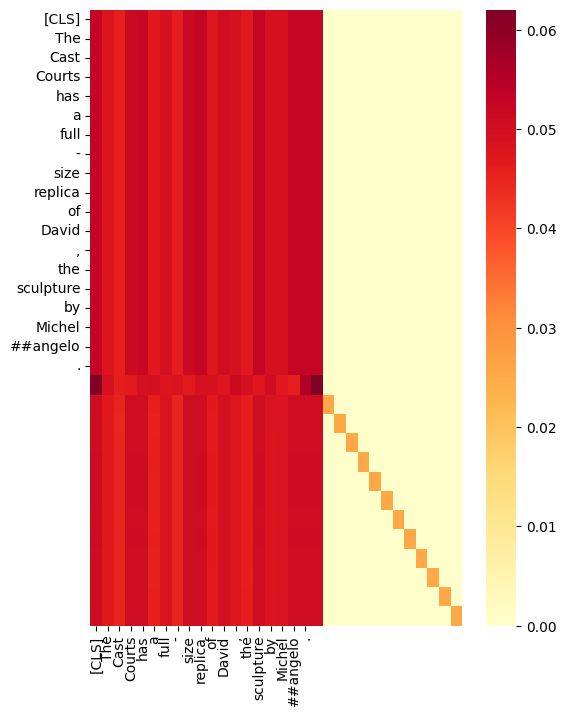 [CLS]
The
Cast
Courts
has
a
full
-
size
replica
of
David
,
the
sculpture
by
Michel
##angelo
.
0.06
0.05
0.04
0.03
0.02
0.01
0.00
[CLS]
The
Cast
Courts
has
a
full
-
size
replica
of
David
,
the
sculpture
by
Michel
##angelo
.